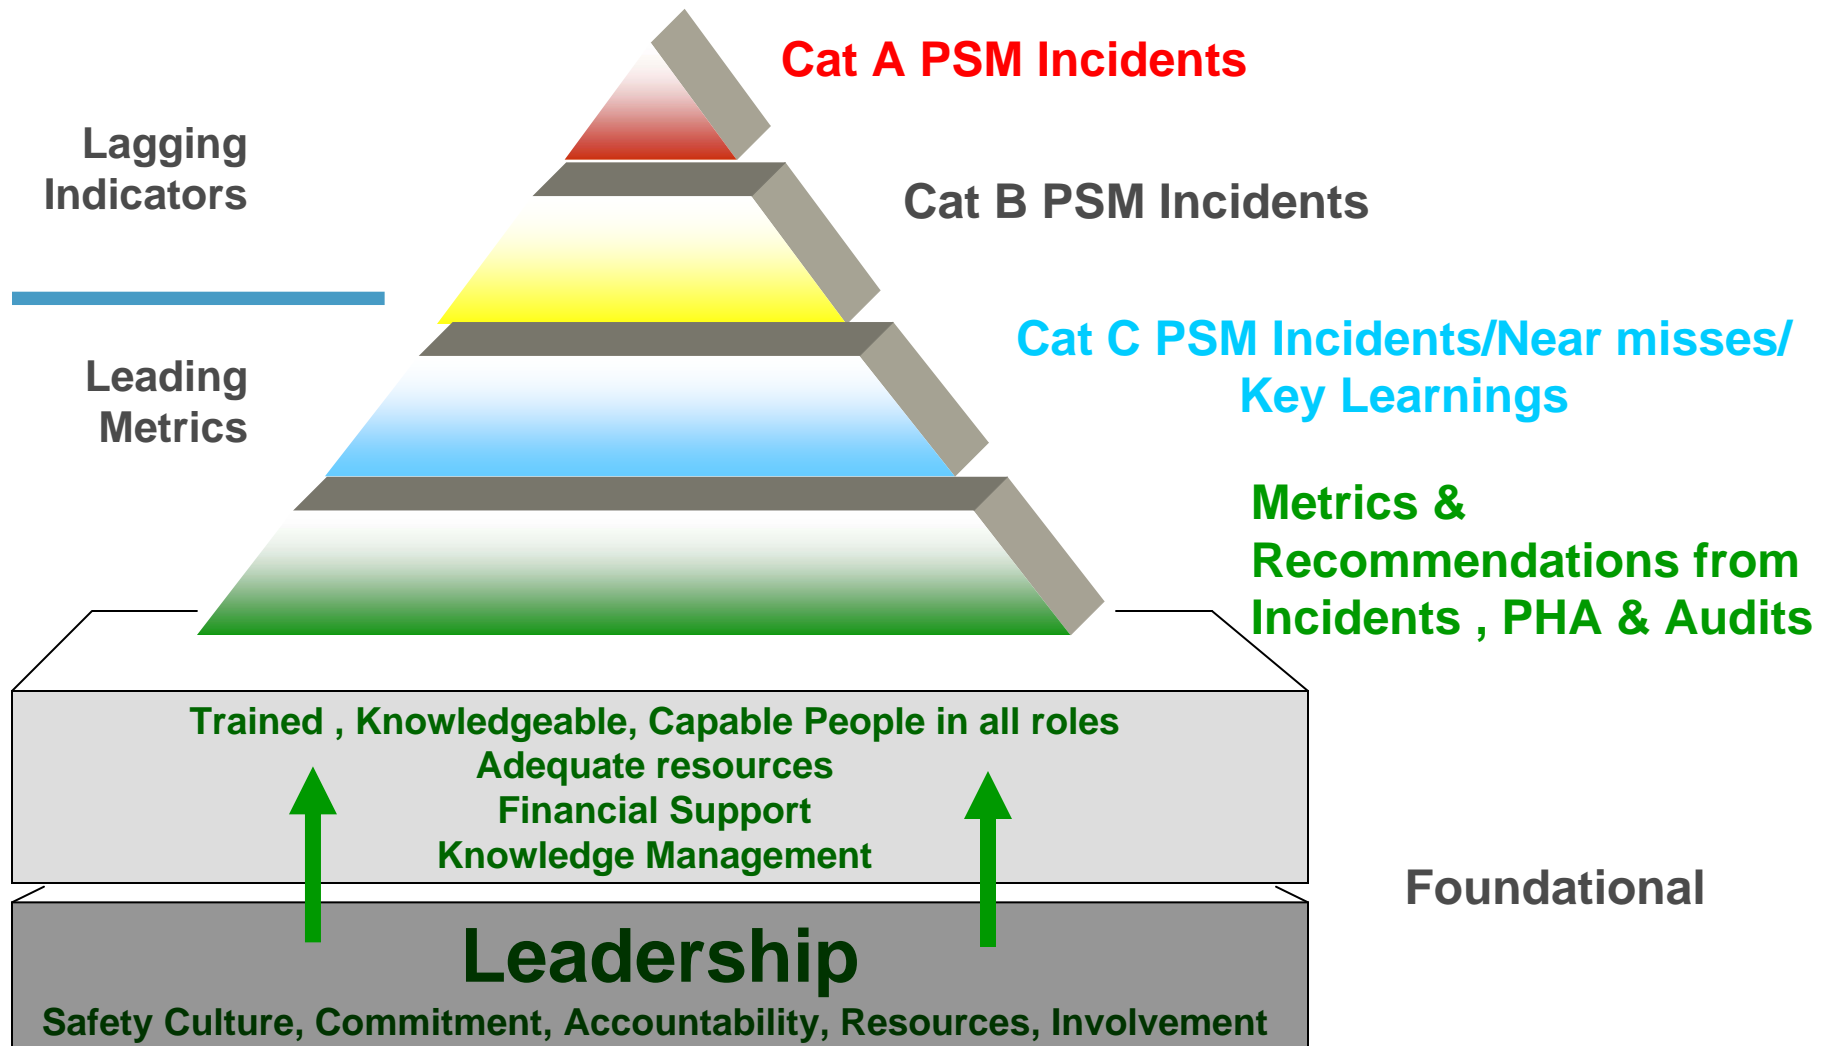 Cat A PSM Incidents
Lagging
Indicators
Cat B PSM Incidents
Cat C PSM Incidents/Near misses/
Key Learnings
Leading
Metrics
Metrics &
Recommendations from
Incidents , PHA & Audits
Trained , Knowledgeable, Capable People in all roles
Adequate resources
Financial Support
Knowledge Management
Foundational
Leadership
Safety Culture, Commitment, Accountability, Resources, Involvement